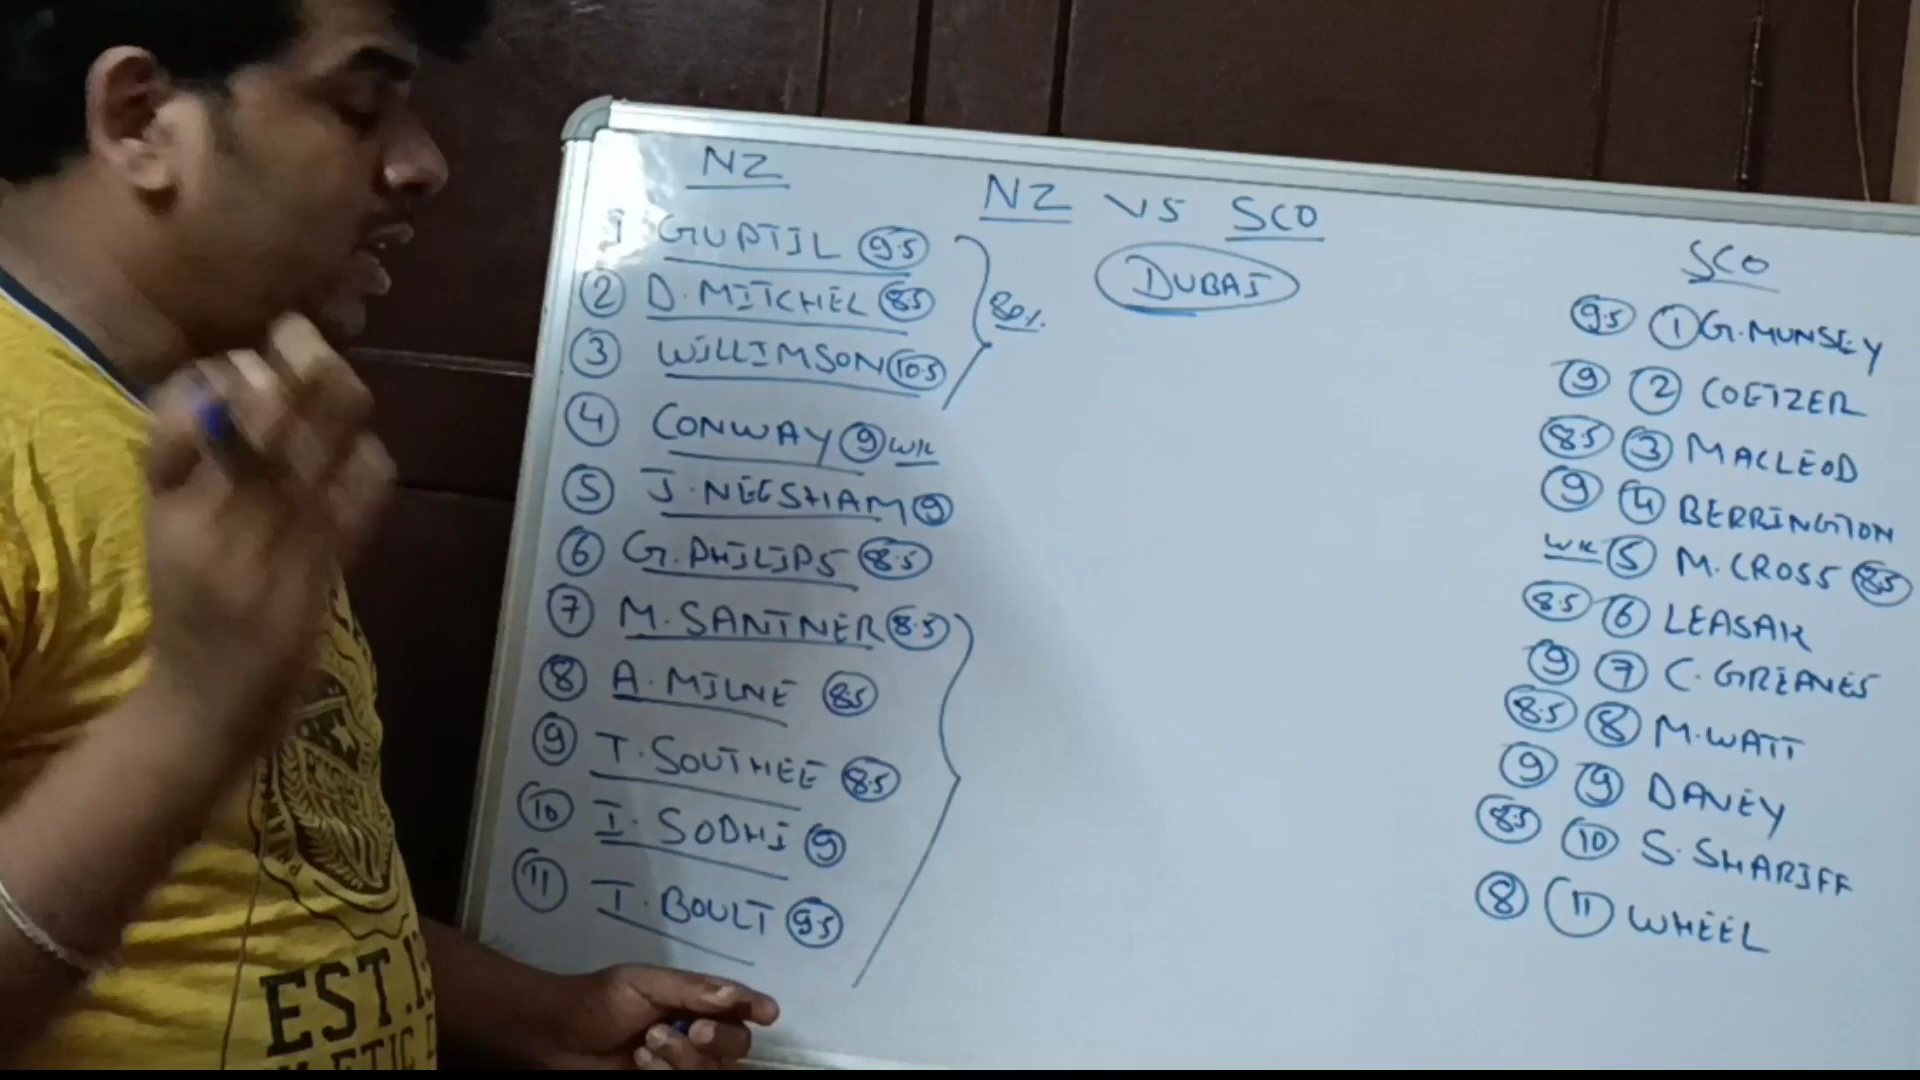 NZ
NZ VS SCO
DUBAI
1 GUPTIL 9.5
2 D.MITCHEL 8.5
3 WILLIMSON 10.5
80%
4 CONWAY 9 WK
5 J.NEESHAM 9
6 G.PHILIPS 8.5
7 M.SANTNER 8.5
8 A.MILNE 8.5
9 T.SOUTHEE 8.5
10 I.SODHI 9
11 T.BOULT 9.5
SCO
9.5 1 G.MUNSEY
9 2 COETZER
8.5 3 MACLEOD
9 4 BERRINGTON
WK 5 M.CROSS 8.5
8.5 6 LEASAK
9 7 C.GREAVES
8.5 8 M.WATT
9 9 DAVEY
8.5 10 S.SHARIFF
8 11 WHEEL
EST.1